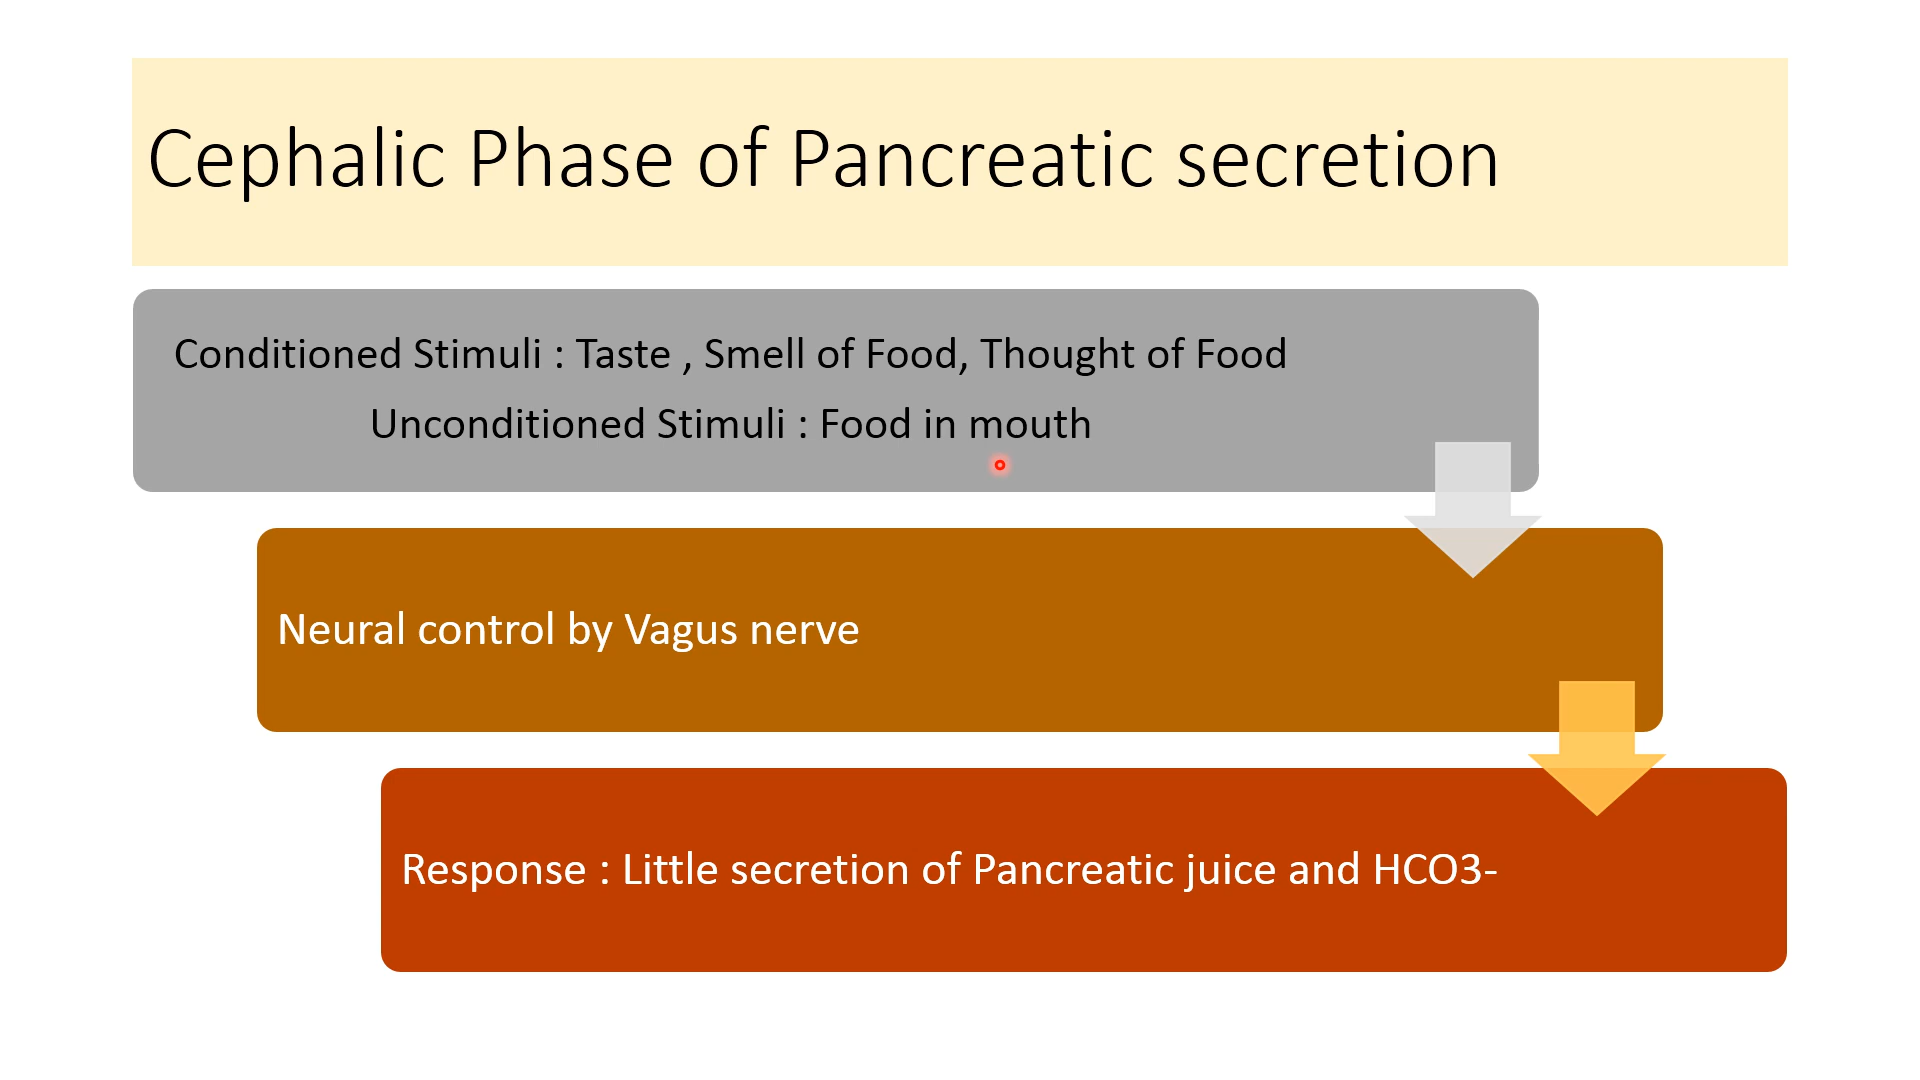 Cephalic Phase of Pancreatic secretion
Conditioned Stimuli : Taste , Smell of Food, Thought of Food
Unconditioned Stimuli : Food in mouth
Neural control by Vagus nerve
Response : Little secretion of Pancreatic juice and HCO3-